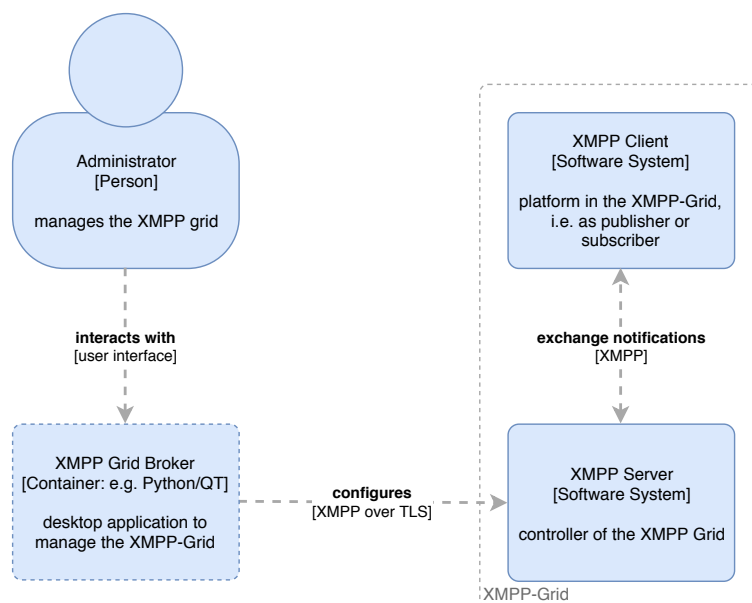 Administrator
[Person]
manages the XMPP grid
interacts with
[user interface]
XMPP Grid Broker
[Container: e.g. Python/QT]
desktop application to
manage the XMPP-Grid
configures
[XMPP over TLS]
XMPP Client
[Software System]
platform in the XMPP-Grid,
i.e. as publisher or
subscriber
exchange notifications
[XMPP]
XMPP Server
[Software System]
controller of the XMPP Grid
XMPP-Grid